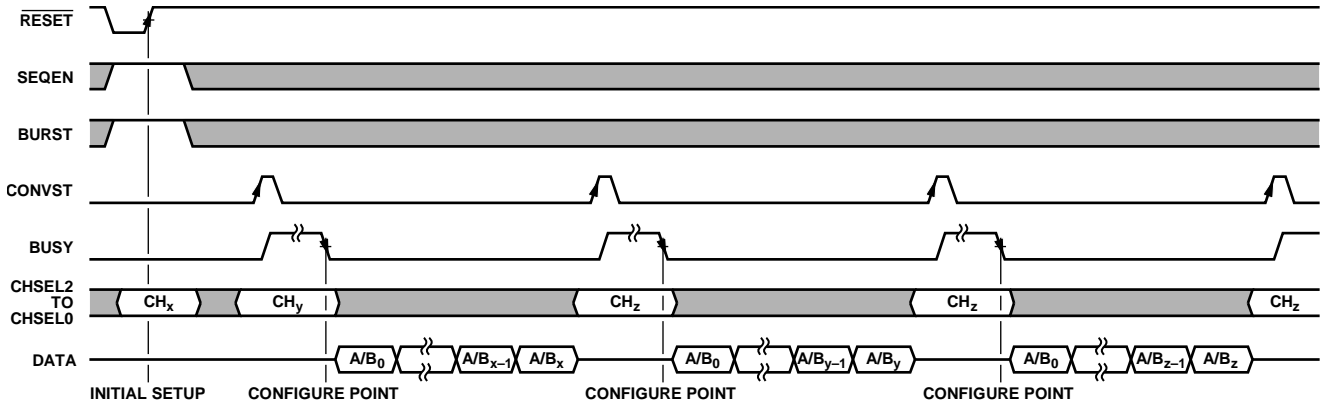 RESET
SEQEN
BURST
CONVST
BUSY
CHSEL2
TO
CHSEL0
CHx CHy CHz CHz CHz
DATA
A/B0 A/Bx–1 A/Bx A/B0 A/By–1 A/By A/B0 A/Bz–1 A/Bz
INITIAL SETUP CONFIGURE POINT CONFIGURE POINT CONFIGURE POINT